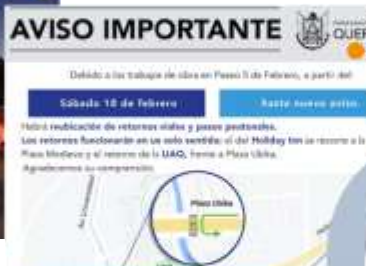 AVISO IMPORTANTE
QUER
Debido a los trabajos de obra en Paseo 5 de Febrero, a partir del:
Sábado 18 de febrero
hasta nuevo aviso.
Habrá reubicación de retornos viales y pasos peatonales.
Los retornos funcionarán en un solo sentido: el del Holiday Inn se recorre a la
Plaza y el retorno de la UAQ, frente a Plaza Ubika.
Agradecemos su comprensión.
Plaza Ubika